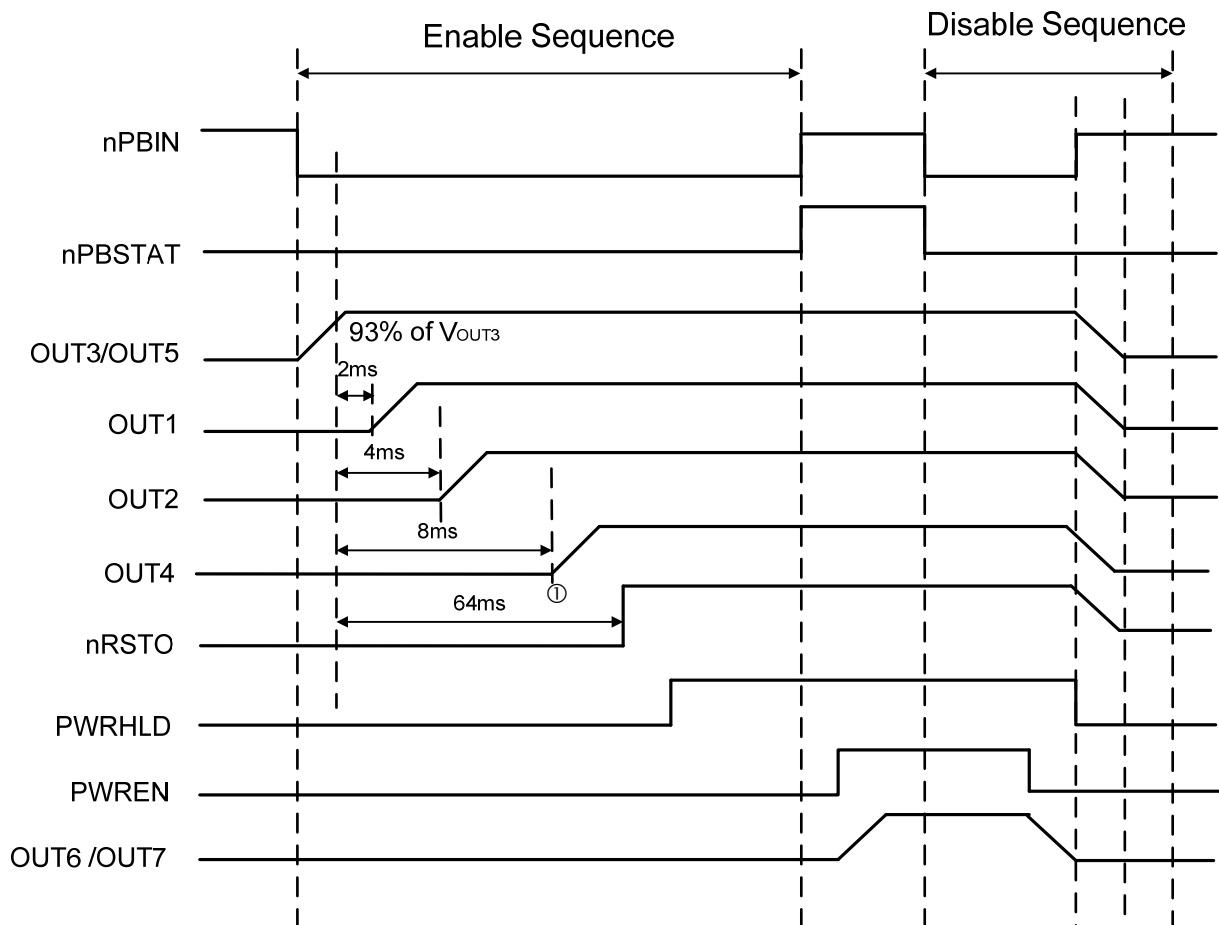 Enable Sequence
Disable Sequence
nPBIN
nPBSTAT
93% of VOUT3
OUT3/OUT5
2ms
OUT1
4ms
OUT2
8ms
OUT4
①
64ms
nRSTO
PWRHLD
PWREN
OUT6 /OUT7